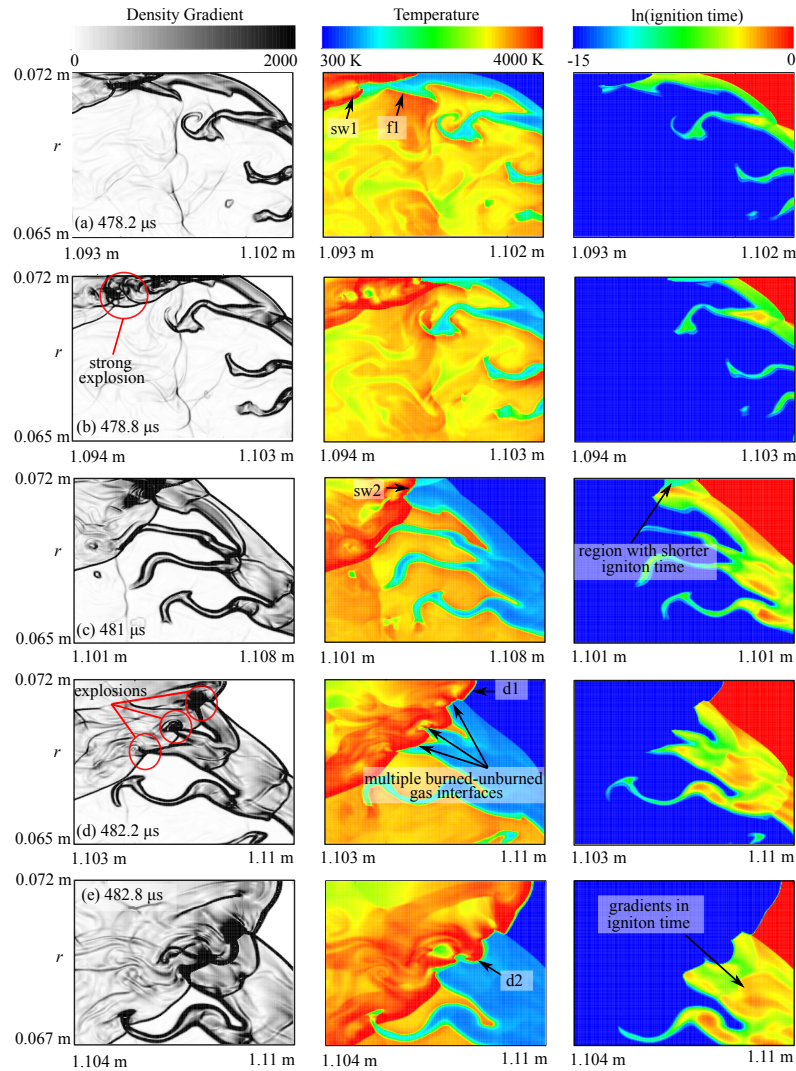 Density Gradient
Temperature
ln(ignition time)
0
2000
300 K
4000 K
-15
0
0.072 m
r
0.065 m
(a) 478.2 μs
sw1
f1
1.093 m
1.102 m
1.093 m
1.102 m
1.093 m
1.102 m
0.072 m
r
0.065 m
strong
explosion
(b) 478.8 μs
1.094 m
1.103 m
1.094 m
1.103 m
1.094 m
1.103 m
0.072 m
r
0.065 m
(c) 481 μs
sw2
region with shorter
igniton time
1.101 m
1.108 m
1.101 m
1.108 m
1.101 m
1.101 m
0.072 m
r
0.065 m
explosions
(d) 482.2 μs
d1
multiple burned-unburned
gas interfaces
1.103 m
1.11 m
1.103 m
1.11 m
1.103 m
1.11 m
0.072 m
r
0.067 m
(e) 482.8 μs
d2
gradients in
igniton time
1.104 m
1.11 m
1.104 m
1.11 m
1.104 m
1.11 m